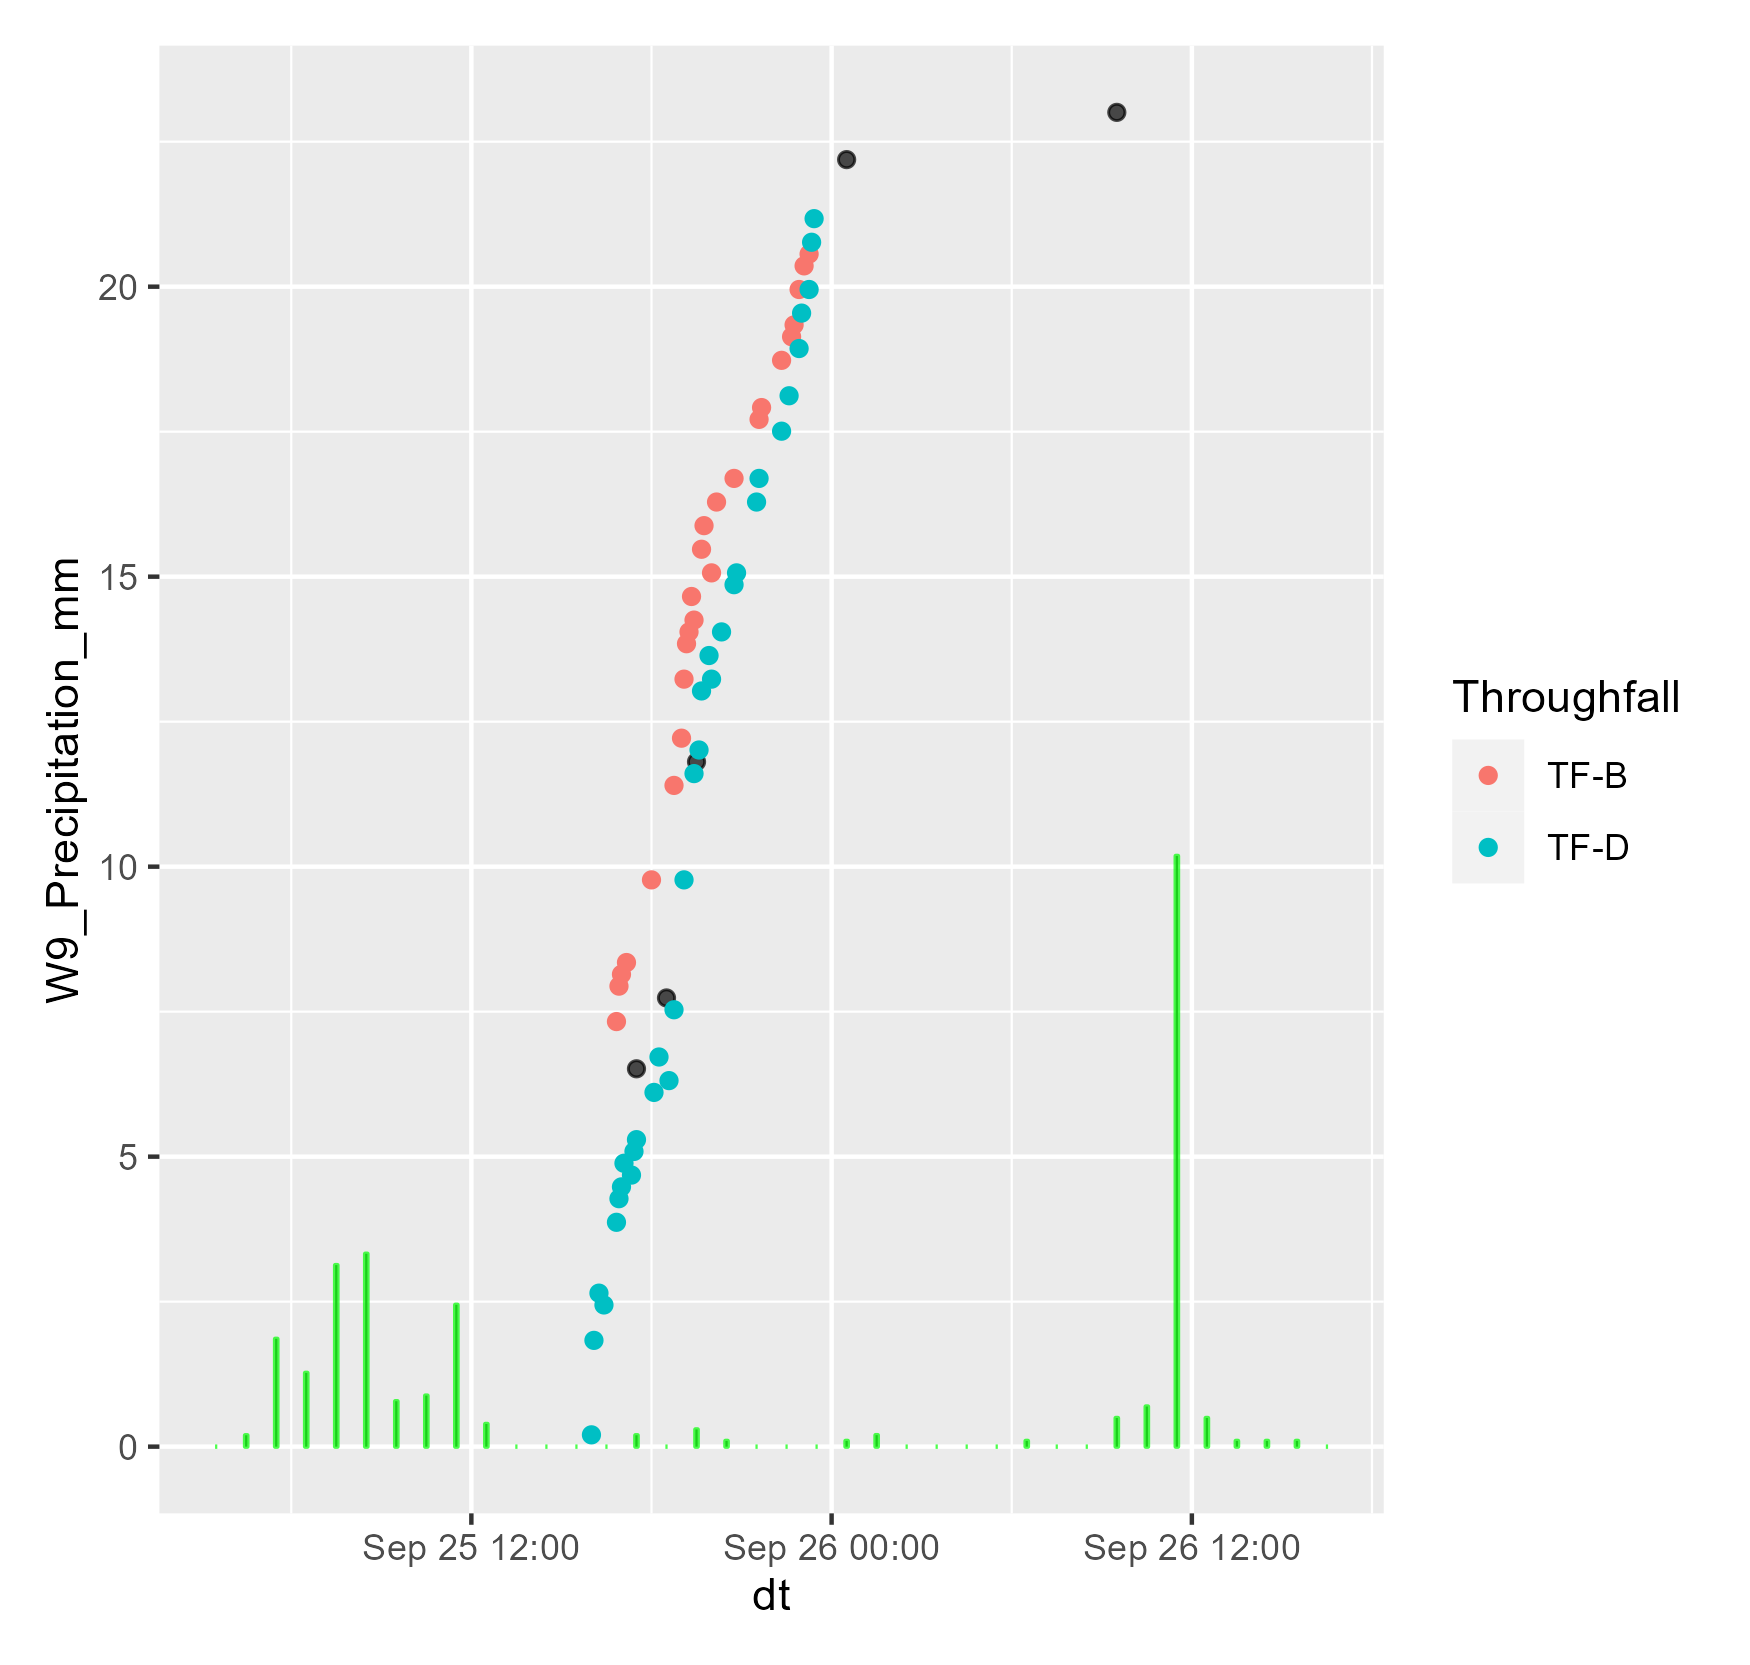 W9_Precipitation_mm
20
15
10
5
0
Sep 25 12:00
Sep 26 00:00
Sep 26 12:00
dt
Throughfall
TF-B
TF-D